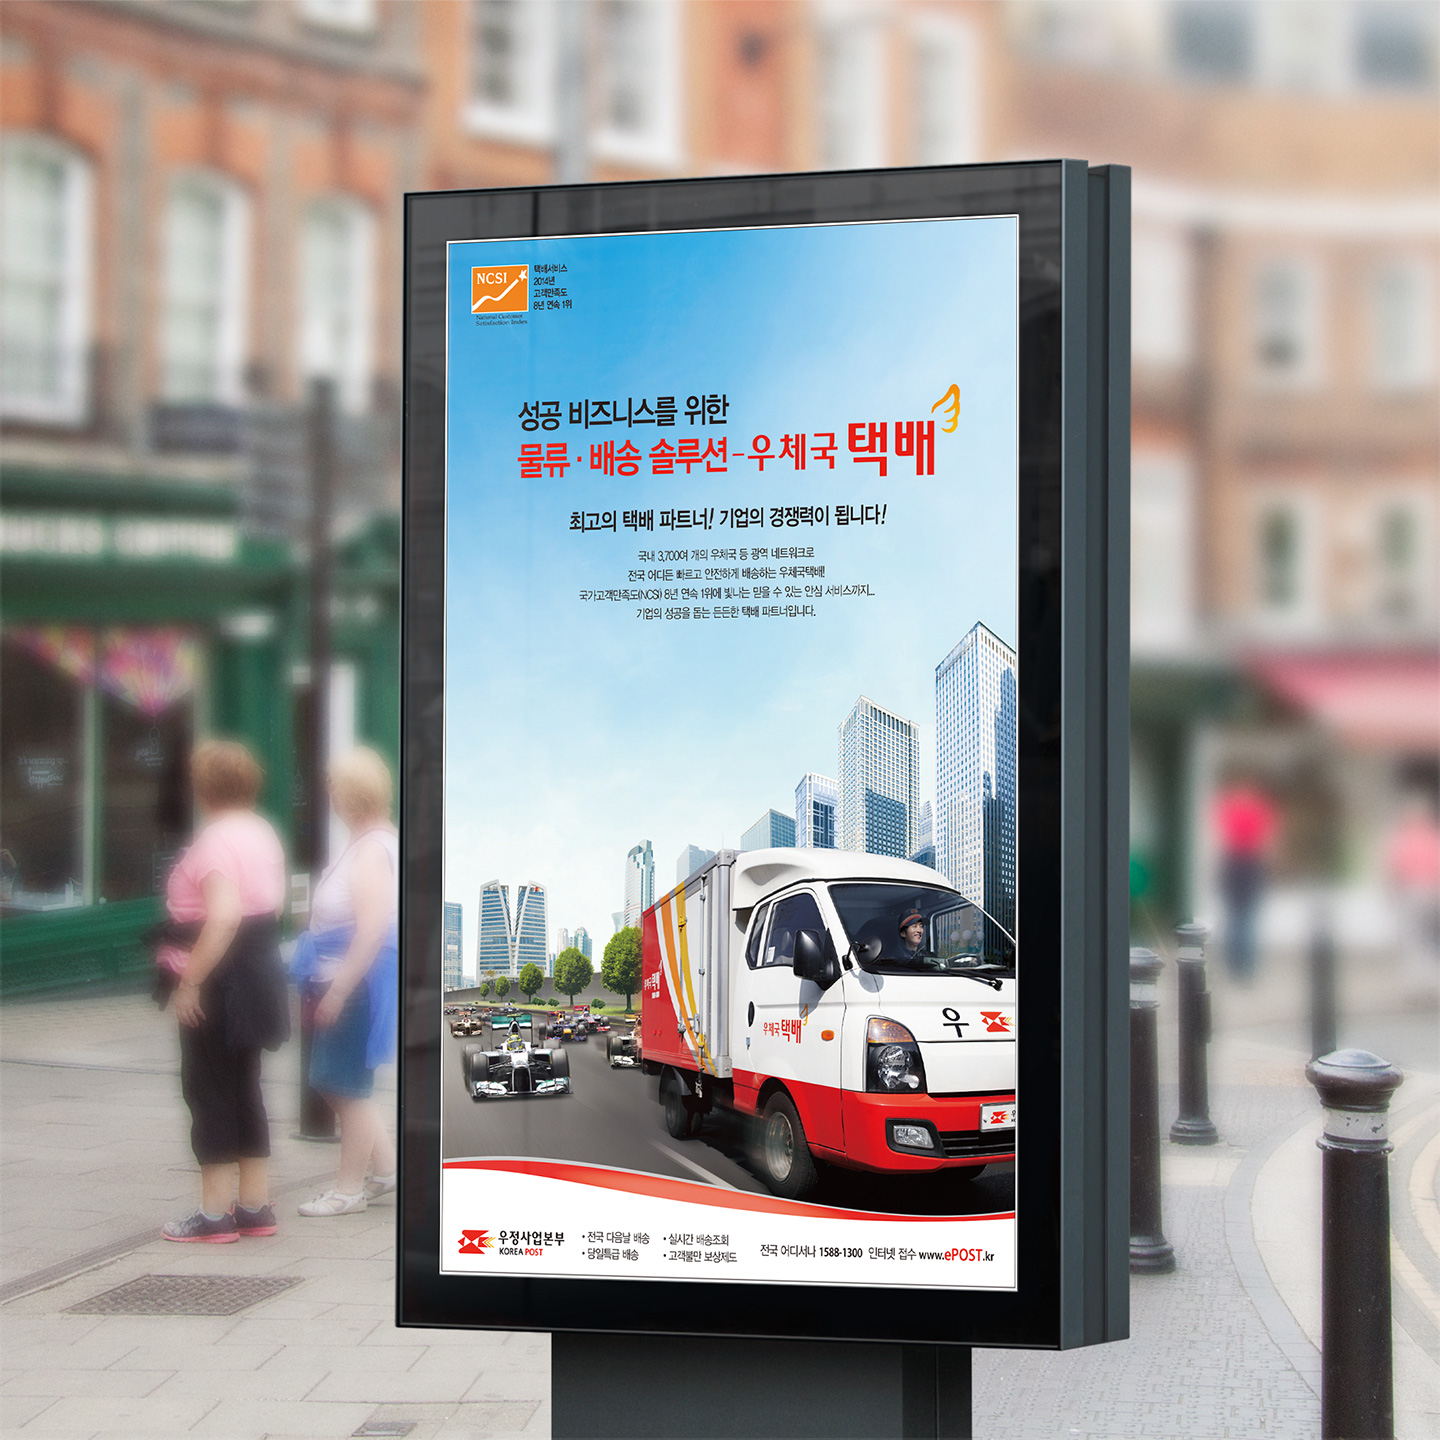 NCSI
National Customer
Satisfaction Index
택배서비스
2014년
고객만족도
8년 연속 1위
성공 비즈니스를 위한
물류·배송 솔루션-우체국 택배
최고의 택배 파트너! 기업의 경쟁력이 됩니다!
국내 3,700여 개의 우체국 등 광역 네트워크로
전국 어디든 빠르고 안전하게 배송하는 우체국택배!
국가고객만족도(NCSI) 8년 연속 1위에 빛나는 믿을 수 있는 안심 서비스까지...
기업의 성공을 돕는 든든한 택배 파트너입니다.
우체국 택배
우체국 택배
우
우
우정사업본부
KOREA POST
• 전국 다음날 배송
• 실시간 배송조회
• 당일특급 배송
• 고객불만 보상제도
전국 어디서나 1588-1300 인터넷 접수 www.ePOST.kr